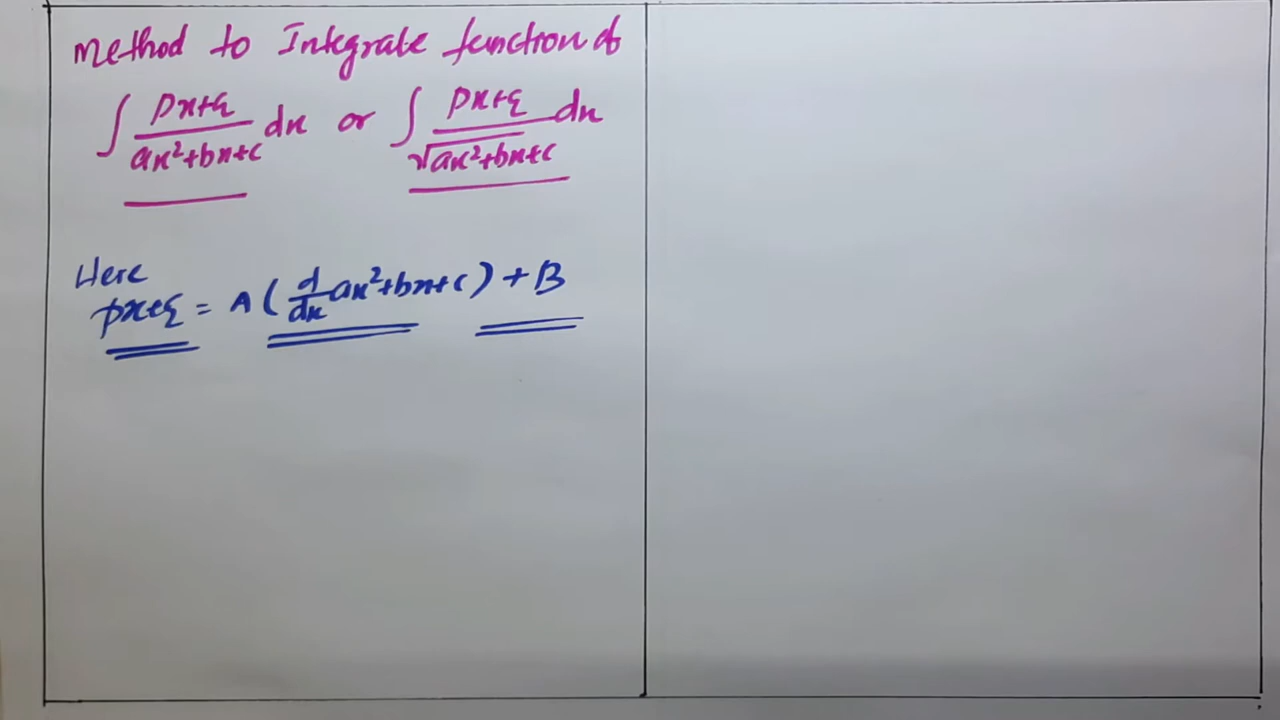 Method to Integrate function of
∫ px+q / ax²+bx+c dx or ∫ px+q / √ax²+bx+c dx
Here
px+q = A ( d/dx ax²+bx+c ) + B